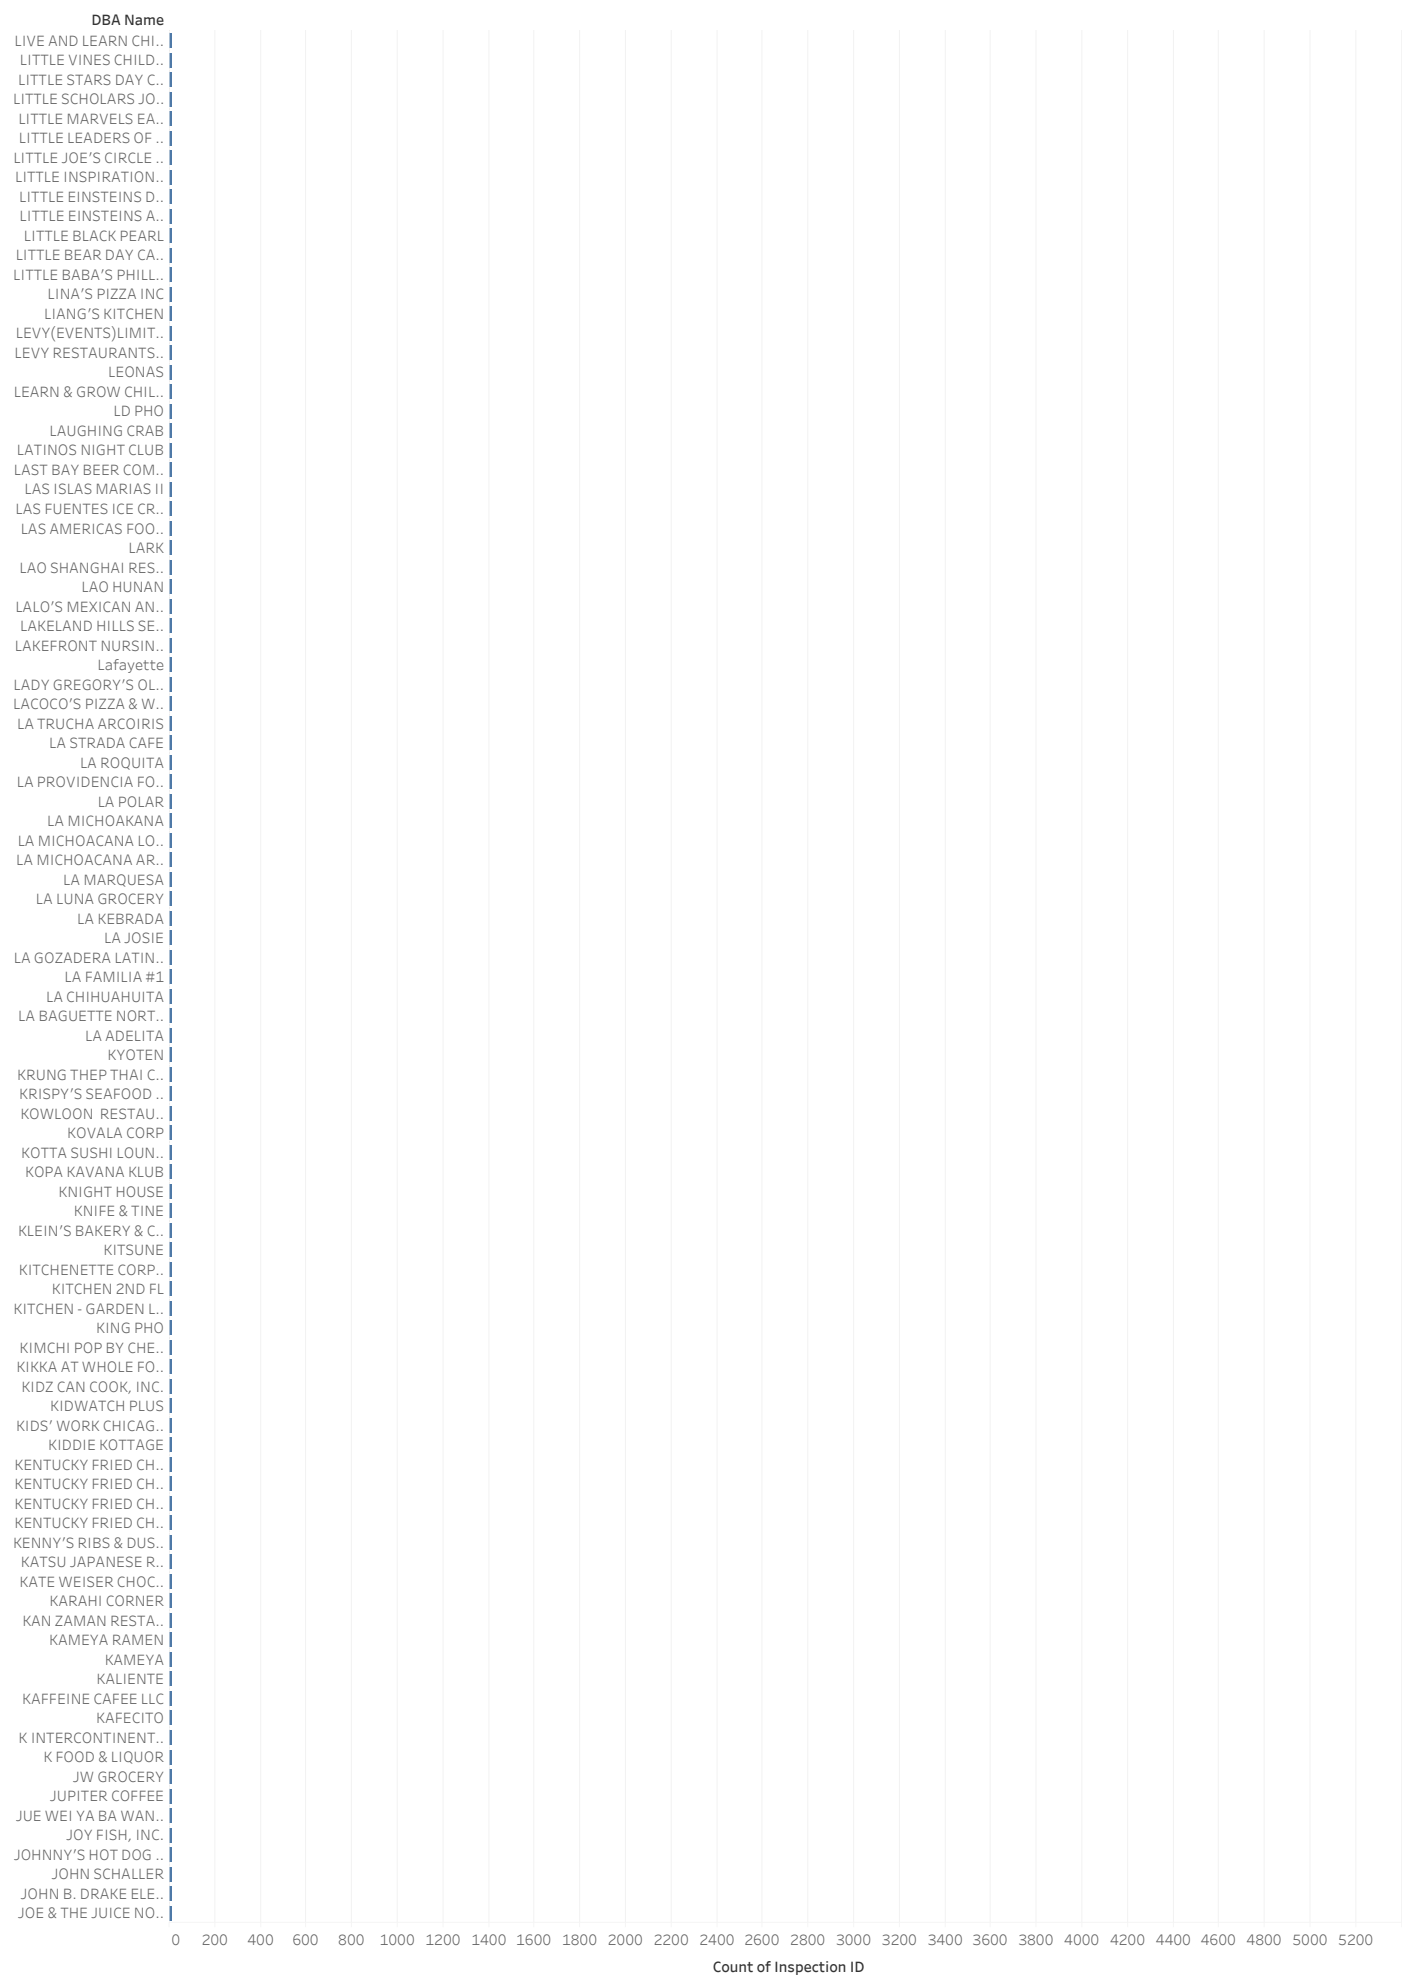 DBA Name
LIVE AND LEARN CHI..
LITTLE VINES CHILD..
LITTLE STARS DAY C..
LITTLE SCHOLARS JO..
LITTLE MARVELS EA..
LITTLE LEADERS OF ..
LITTLE JOE'S CIRCLE ..
LITTLE INSPIRATION..
LITTLE EINSTEINS D..
LITTLE EINSTEINS A..
LITTLE BLACK PEARL
LITTLE BEAR DAY CA..
LITTLE BABA'S PHILL..
LINA'S PIZZA INC
LIANG'S KITCHEN
LEVY(EVENTS)LIMIT..
LEVY RESTAURANTS..
LEONAS
LEARN & GROW CHIL..
LD PHO
LAUGHING CRAB
LATINOS NIGHT CLUB
LAST BAY BEER COM..
LAS ISLAS MARIAS II
LAS FUENTES ICE CR..
LAS AMERICAS FOO..
LARK
LAO SHANGHAI RES..
LAO HUNAN
LALO'S MEXICAN AN..
LAKELAND HILLS SE..
LAKEFRONT NURSIN..
Lafayette
LADY GREGORY'S OL..
LACOCO'S PIZZA & W..
LA TRUCHA ARCOIRIS
LA STRADA CAFE
LA ROQUITA
LA PROVIDENCIA FO..
LA POLAR
LA MICHOAKANA
LA MICHOACANA LO..
LA MICHOACANA AR..
LA MARQUESA
LA LUNA GROCERY
LA KEBRADA
LA JOSIE
LA GOZADERA LATIN..
LA FAMILIA #1
LA CHIHUAHUITA
LA BAGUETTE NORT..
LA ADELITA
KYOTEN
KRUNG THEP THAI C..
KRISPY'S SEAFOOD ..
KOWLOON  RESTAU..
KOVALA CORP
KOTTA SUSHI LOUN..
KOPA KAVANA KLUB
KNIGHT HOUSE
KNIFE & TINE
KLEIN'S BAKERY & C..
KITSUNE
KITCHENETTE CORP..
KITCHEN 2ND FL
KITCHEN - GARDEN L..
KING PHO
KIMCHI POP BY CHE..
KIKKA AT WHOLE FO..
KIDZ CAN COOK, INC.
KIDWATCH PLUS
KIDS' WORK CHICAG..
KIDDIE KOTTAGE
KENTUCKY FRIED CH..
KENTUCKY FRIED CH..
KENTUCKY FRIED CH..
KENTUCKY FRIED CH..
KENNY'S RIBS & DUS..
KATSU JAPANESE R..
KATE WEISER CHOC..
KARAHI CORNER
KAN ZAMAN RESTA..
KAMEYA RAMEN
KAMEYA
KALIENTE
KAFFEINE CAFEE LLC
KAFECITO
K INTERCONTINENT..
K FOOD & LIQUOR
JW GROCERY
JUPITER COFFEE
JUE WEI YA BA WAN..
JOY FISH, INC.
JOHNNY'S HOT DOG ..
JOHN SCHALLER
JOHN B. DRAKE ELE..
JOE & THE JUICE NO..
0 200 400 600 800 1000 1200 1400 1600 1800 2000 2200 2400 2600 2800 3000 3200 3400 3600 3800 4000 4200 4400 4600 4800 5000 5200
Count of Inspection ID